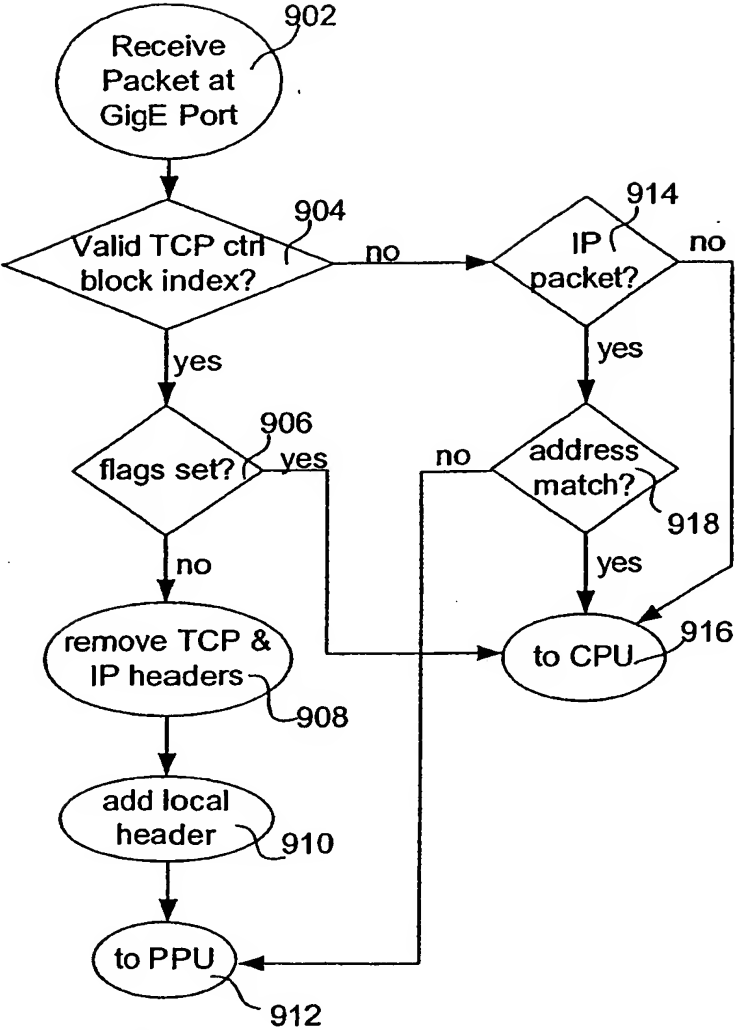 902
Receive
Packet at
GigE Port
904
Valid TCP ctrl
block index?
no
914
IP
packet?
no
yes
yes
906
flags set?
yes
no
address
match?
918
no
yes
remove TCP &
IP headers
908
to CPU
916
add local
header
910
to PPU
912